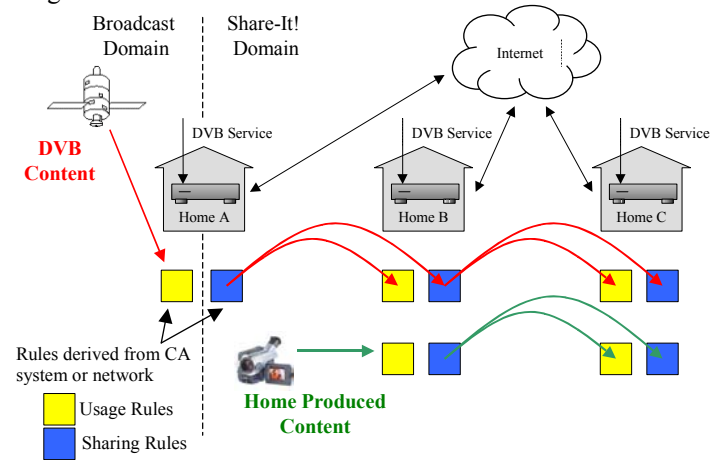 Broadcast
Domain
Share-It!
Domain
Internet
DVB Service
DVB Service
DVB Service
DVB
Content
Home A
Home B
Home C
Rules derived from CA
system or network
Home Produced
Content
Usage Rules
Sharing Rules